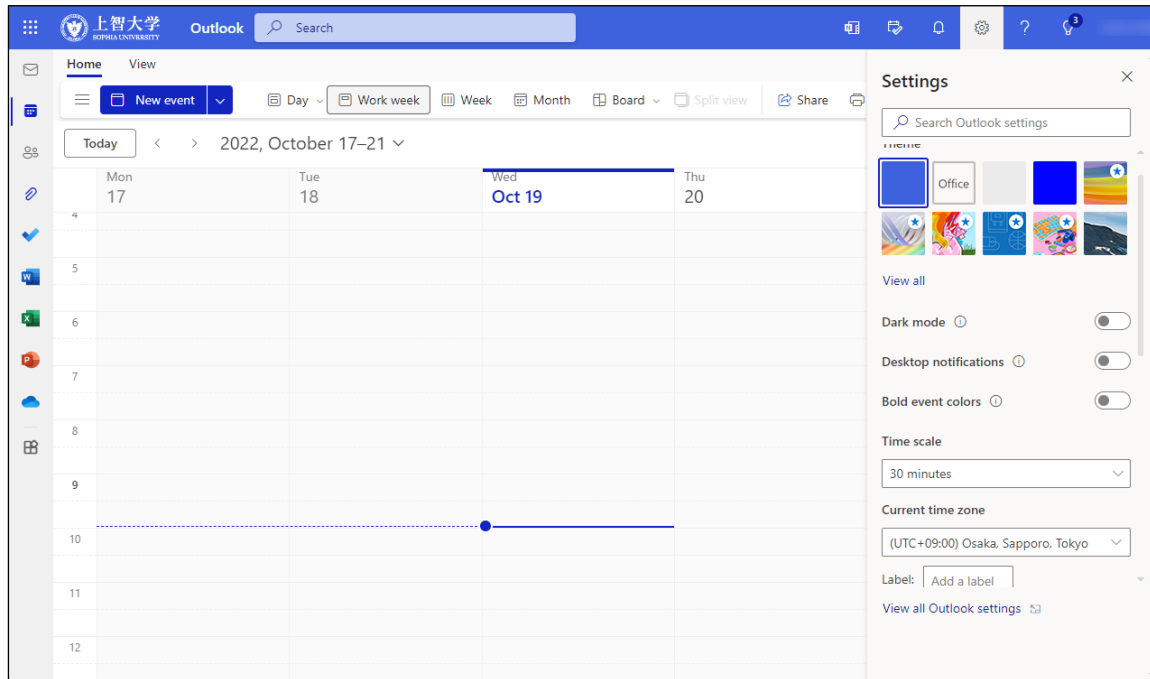 上智大学
SOPHIA UNIVERSITY
Outlook
Search
3
Home View
New event Day Work week Week Month Board Split view Share
Today 2022, October 17–21
Mon Tue Wed Thu
17 18 Oct 19 20
4
5
6
7
8
9
10
11
12
Settings
Search Outlook settings
Theme
Office
View all
Dark mode
Desktop notifications
Bold event colors
Time scale
30 minutes
Current time zone
(UTC+09:00) Osaka, Sapporo, Tokyo
Label: Add a label
View all Outlook settings